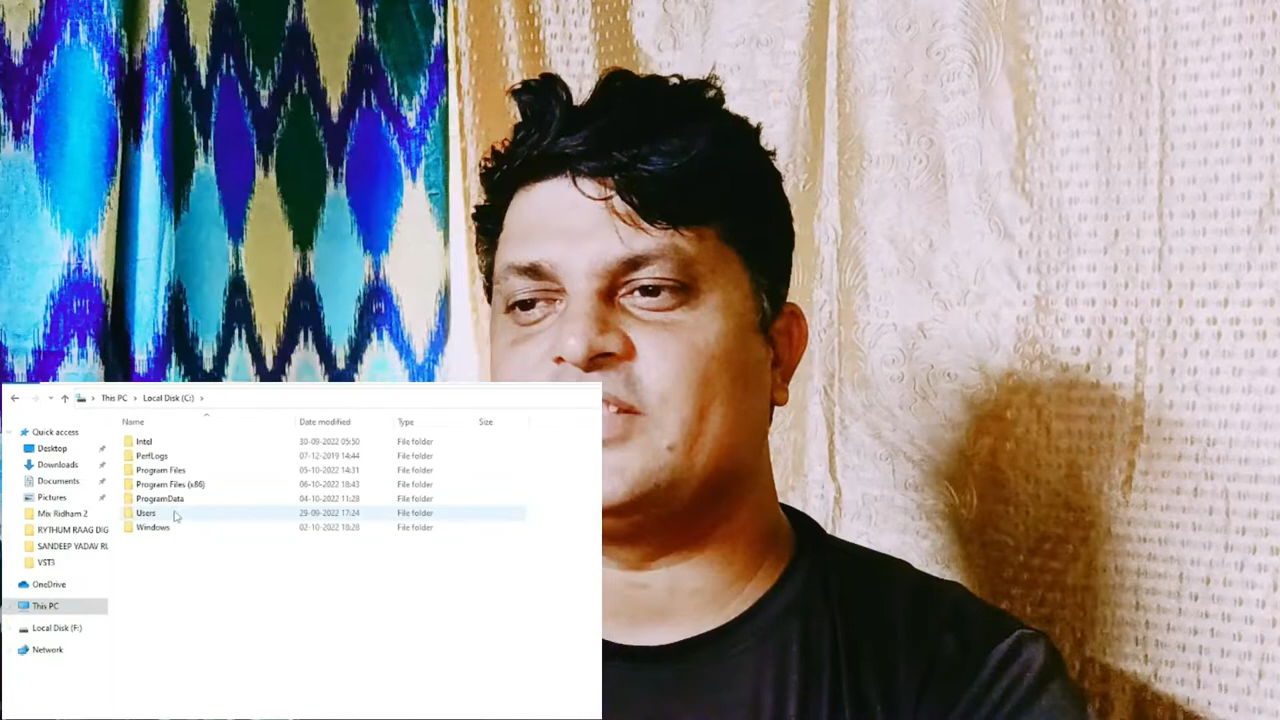 This PC > Local Disk (C:) >
Name Date modified Type Size
Quick access
Desktop
Downloads
Documents
Pictures
Mix Ridham 2
RYTHUM RAAG DIG
SANDEEP YADAV
VST3
OneDrive
This PC
Local Disk (F:)
Network
Intel 30-09-2022 05:50 File folder
PerfLogs 07-12-2019 14:44 File folder
Program Files 05-10-2022 14:31 File folder
Program Files (x86) 06-10-2022 18:43 File folder
ProgramData 04-10-2022 11:28 File folder
Users 29-09-2022 17:24 File folder
Windows 02-10-2022 18:28 File folder